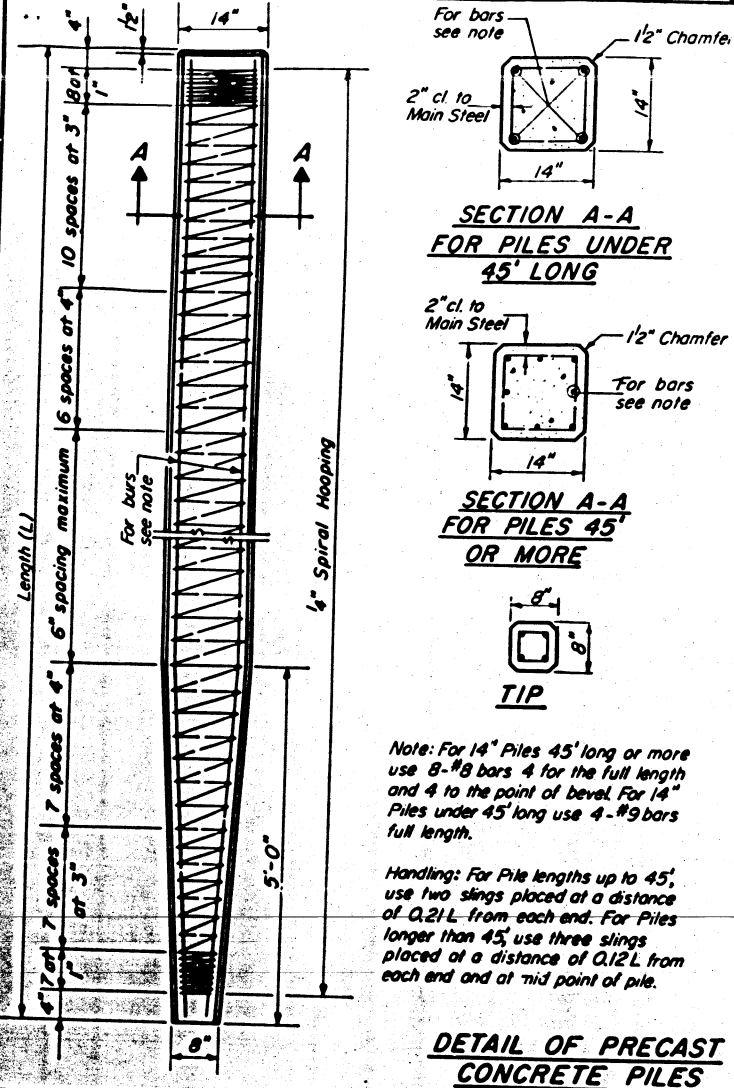 4"
1/2"
14"
8 at 1"
10 spaces at 3"
6 spaces at 4"
6" spacing maximum
7 spaces at 4"
7 spaces at 3"
7 at 1"
4"
Length (L)
A
A
For bars
see note
1/4" Spiral Hooping
5'-0"
8"
For bars
see note
1 1/2" Chamfer
2" cl. to
Main Steel
14"
14"
SECTION A-A
FOR PILES UNDER
45' LONG
2" cl. to
Main Steel
1 1/2" Chamfer
14"
For bars
see note
14"
SECTION A-A
FOR PILES 45'
OR MORE
8"
8"
TIP
Note: For 14" Piles 45' long or more
use 8-#8 bars 4 for the full length
and 4 to the point of bevel. For 14"
Piles under 45' long use 4-#9 bars
full length.
Handling: For Pile lengths up to 45',
use two slings placed at a distance
of 0.21 L from each end. For Piles
longer than 45', use three slings
placed at a distance of 0.12 L from
each end and at mid point of pile.
DETAIL OF PRECAST
CONCRETE PILES